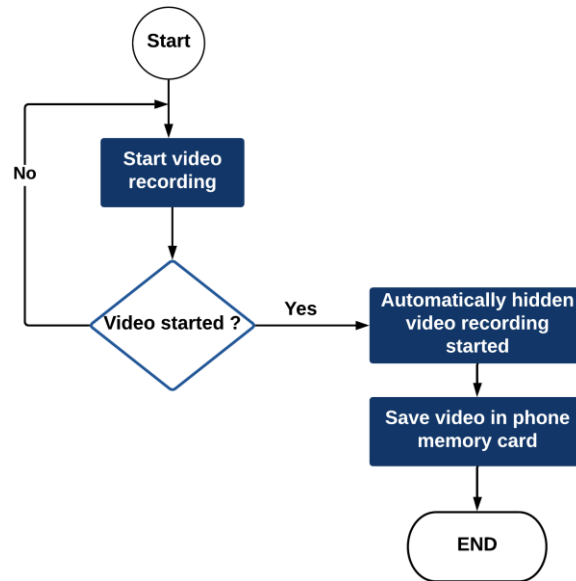 Start
Start video
recording
No
Video started ?
Yes
Automatically hidden
video recording
started
Save video in phone
memory card
END